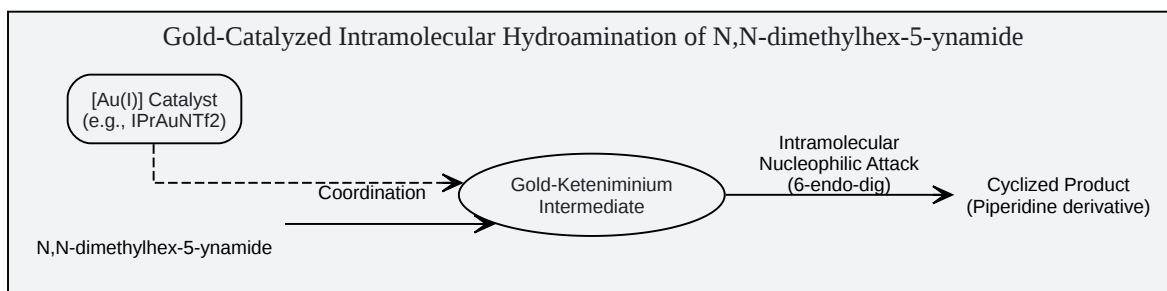 Gold-Catalyzed Intramolecular Hydroamination of N,N-dimethylhex-5-ynamide
[Au(I)] Catalyst
(e.g., IPrAuNTf2)
Coordination
N,N-dimethylhex-5-ynamide
Gold-Keteniminium
Intermediate
Intramolecular
Nucleophilic Attack
(6-endo-dig)
Cyclized Product
(Piperidine derivative)